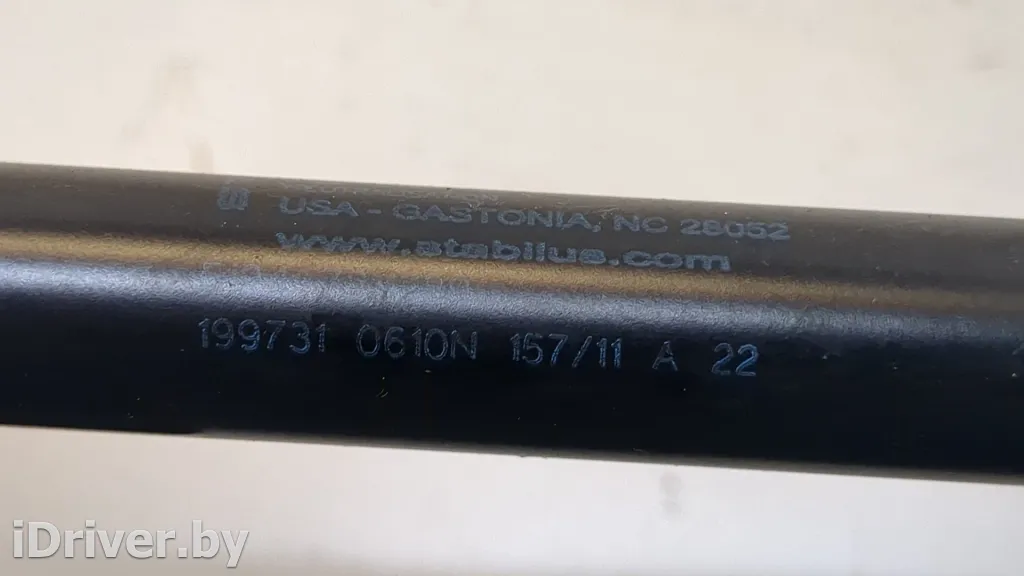 USA - GASTONIA, NC 28052
www.stabilus.com
199731 0610N 157/11 A 22
iDriver.by